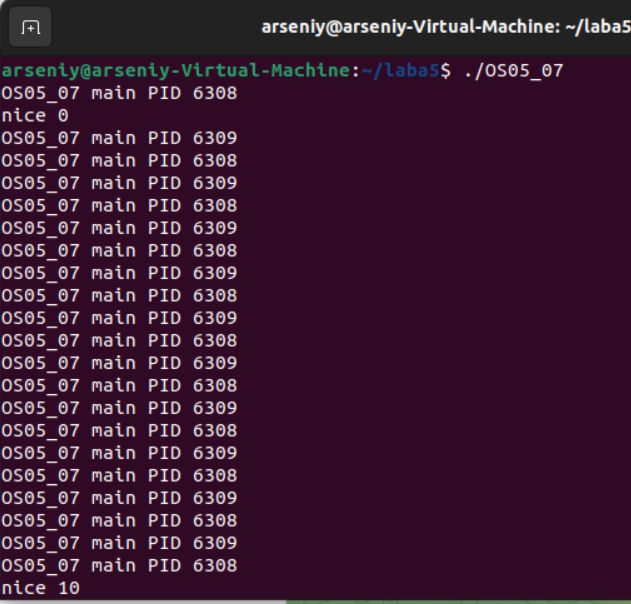 arseniy@arseniy-Virtual-Machine: ~/laba5
arseniy@arseniy-Virtual-Machine:~/laba5$ ./OS05_07
OS05_07 main PID 6308
nice 0
OS05_07 main PID 6309
OS05_07 main PID 6308
OS05_07 main PID 6309
OS05_07 main PID 6308
OS05_07 main PID 6309
OS05_07 main PID 6308
OS05_07 main PID 6309
OS05_07 main PID 6308
OS05_07 main PID 6309
OS05_07 main PID 6308
OS05_07 main PID 6309
OS05_07 main PID 6308
OS05_07 main PID 6309
OS05_07 main PID 6308
OS05_07 main PID 6309
OS05_07 main PID 6308
OS05_07 main PID 6309
OS05_07 main PID 6308
OS05_07 main PID 6309
OS05_07 main PID 6308
nice 10